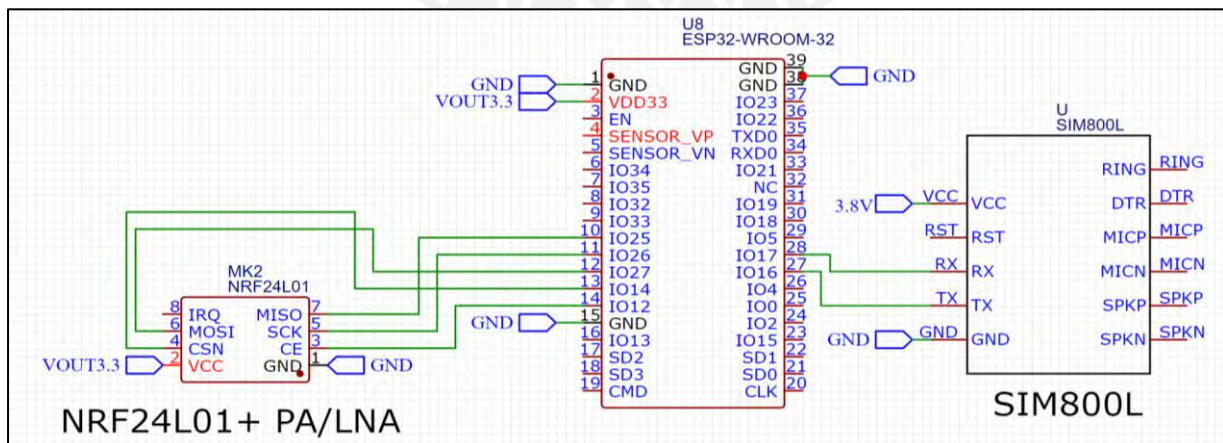 U8
ESP32-WROOM-32
GND
VOUT3.3
1 GND
2 VDD33
3 EN
4 SENSOR_VP
5 SENSOR_VN
6 IO34
7 IO35
8 IO32
9 IO33
10 IO25
11 IO26
12 IO27
13 IO14
14 IO12
GND 15 GND
16 IO13
17 SD2
18 SD3
19 CMD
GND 39
GND 38 GND
IO23 37
IO22 36
TXD0 35
RXD0 34
IO21 33
NC 32
IO19 31
IO18 30
IO5 29
IO17 28
IO16 27
IO4 26
IO0 25
IO2 24
IO15 23
SD1 22
SD0 21
CLK 20
MK2
NRF24L01
8 IRQ MISO 7
6 MOSI SCK 5
4 CSN CE 3
VOUT3.3 2 VCC GND 1 GND
NRF24L01+ PA/LNA
U
SIM800L
RING RING
3.8V VCC VCC DTR DTR
RST RST MICP MICP
RX RX MICN MICN
TX TX SPKP SPKP
GND GND GND SPKN SPKN
SIM800L